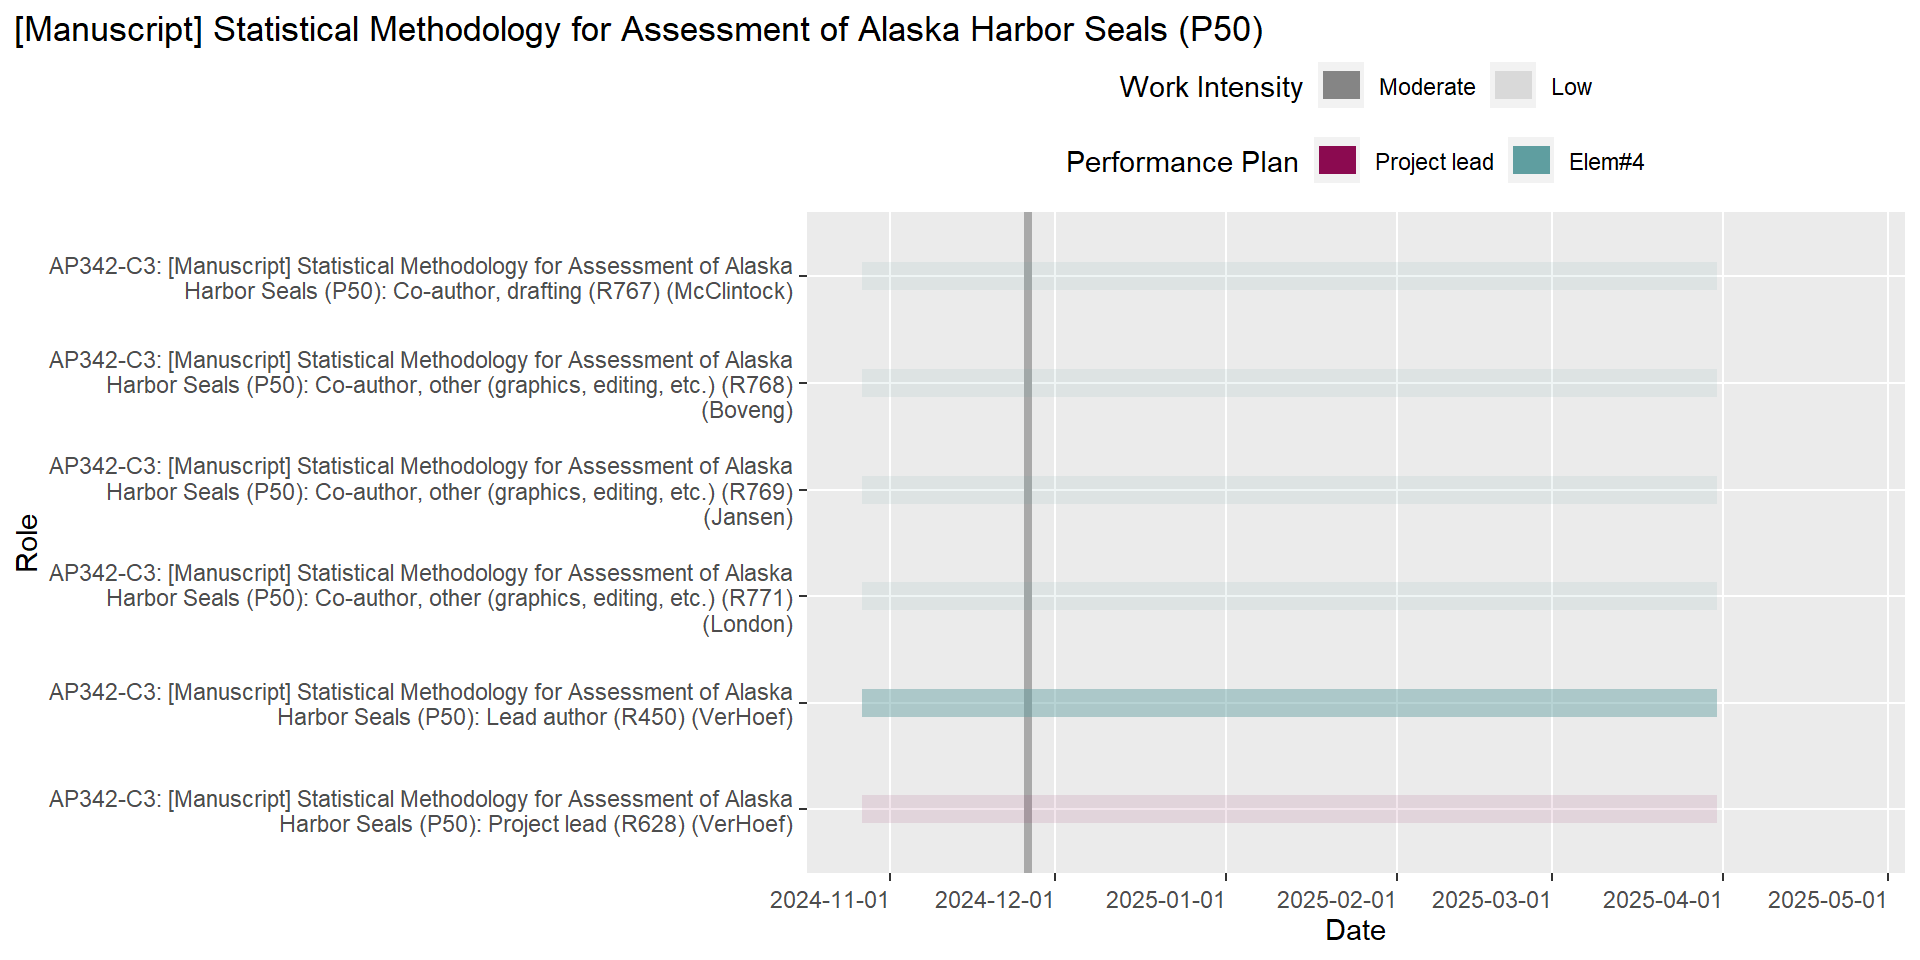 [Manuscript] Statistical Methodology for Assessment of Alaska Harbor Seals (P50)
Work Intensity Moderate Low
Performance Plan Project lead Elem#4
AP342-C3: [Manuscript] Statistical Methodology for Assessment of Alaska
Harbor Seals (P50): Co-author, drafting (R767) (McClintock)
AP342-C3: [Manuscript] Statistical Methodology for Assessment of Alaska
Harbor Seals (P50): Co-author, other (graphics, editing, etc.) (R768)
(Boveng)
AP342-C3: [Manuscript] Statistical Methodology for Assessment of Alaska
Harbor Seals (P50): Co-author, other (graphics, editing, etc.) (R769)
(Jansen)
AP342-C3: [Manuscript] Statistical Methodology for Assessment of Alaska
Harbor Seals (P50): Co-author, other (graphics, editing, etc.) (R771)
(London)
AP342-C3: [Manuscript] Statistical Methodology for Assessment of Alaska
Harbor Seals (P50): Lead author (R450) (VerHoef)
AP342-C3: [Manuscript] Statistical Methodology for Assessment of Alaska
Harbor Seals (P50): Project lead (R628) (VerHoef)
Role
2024-11-01 2024-12-01 2025-01-01 2025-02-01 2025-03-01 2025-04-01 2025-05-01
Date